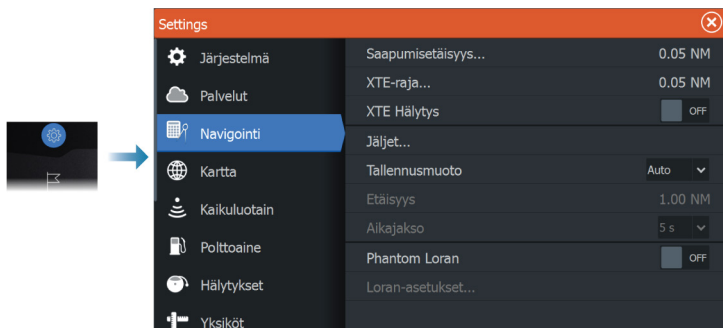 Settings
Järjestelmä
Palvelut
Navigointi
Kartta
Kaikuluotain
Polttoaine
Hälytykset
Yksiköt
Saapumisetäisyys... 0.05 NM
XTE-raja... 0.05 NM
XTE Hälytys OFF
Jäljet...
Tallennusmuoto Auto
Etäisyys 1.00 NM
Aikajakso 5 s
Phantom Loran OFF
Loran-asetukset...